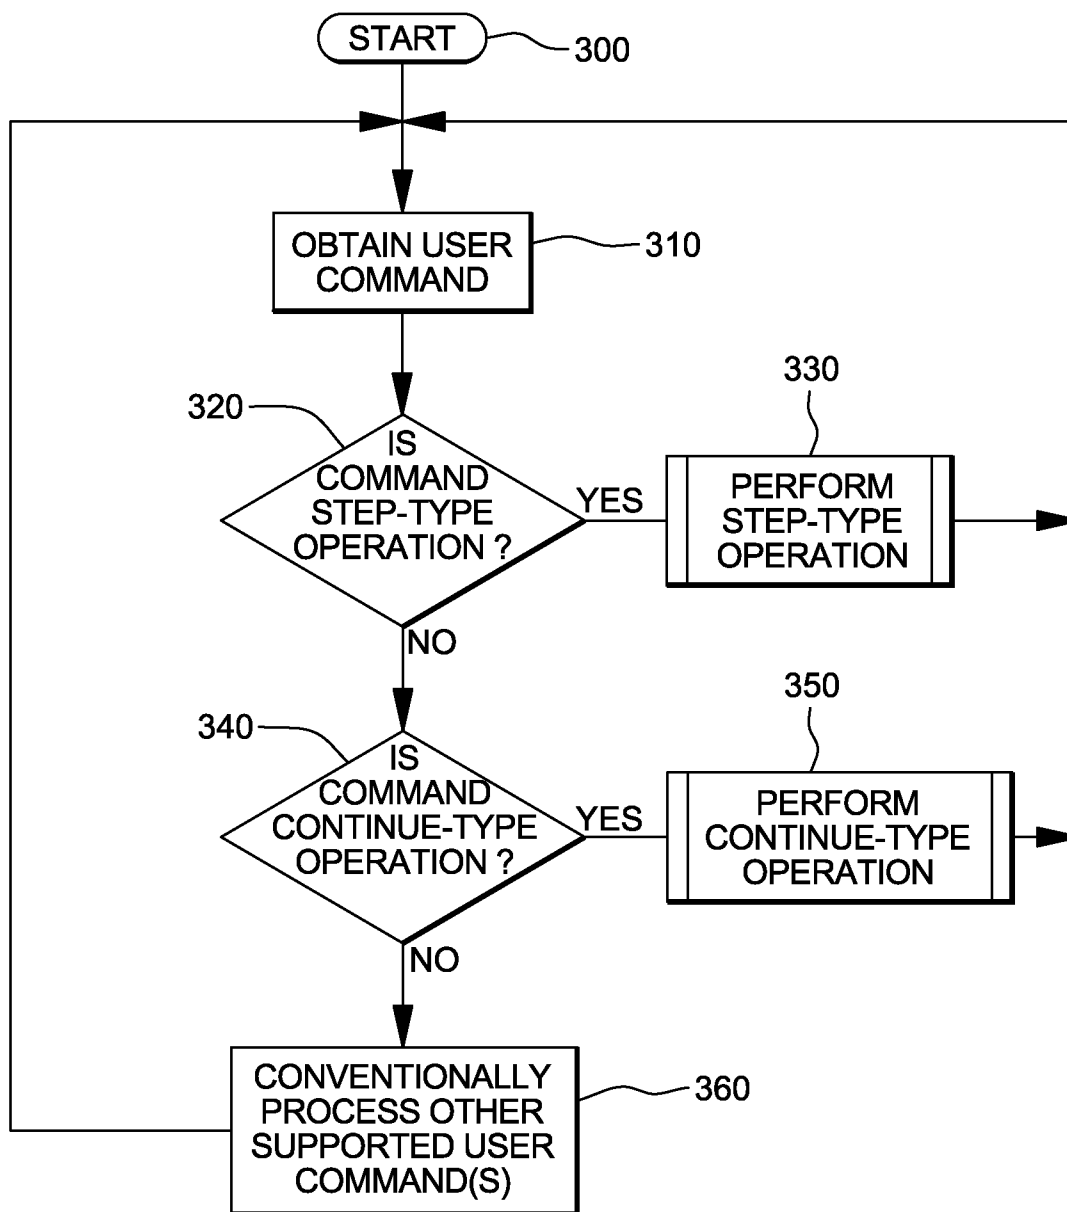 START
300
OBTAIN USER
COMMAND
310
320
IS
COMMAND
STEP-TYPE
OPERATION ?
YES
330
PERFORM
STEP-TYPE
OPERATION
NO
340
IS
COMMAND
CONTINUE-TYPE
OPERATION ?
YES
350
PERFORM
CONTINUE-TYPE
OPERATION
NO
CONVENTIONALLY
PROCESS OTHER
SUPPORTED USER
COMMAND(S)
360